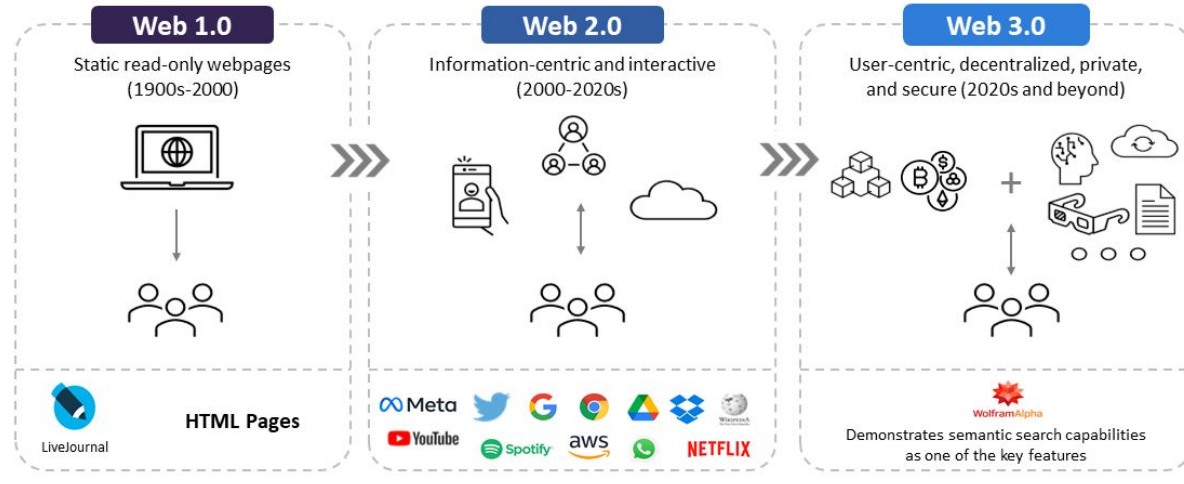 Web 1.0
Static read-only webpages
(1900s-2000)
LiveJournal
HTML Pages
Web 2.0
Information-centric and interactive
(2000-2020s)
Meta
YouTube
Spotify
aws
WIKIPEDIA
NETFLIX
Web 3.0
User-centric, decentralized, private,
and secure (2020s and beyond)
WolframAlpha
Demonstrates semantic search capabilities
as one of the key features